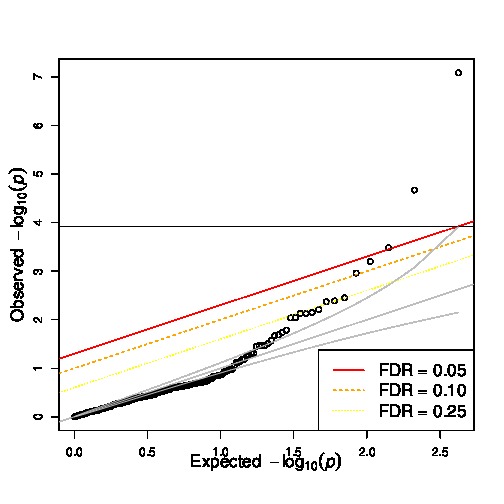 7
6
5
4
3
2
1
0
Observed −log10(p)
FDR = 0.05
FDR = 0.10
FDR = 0.25
0.0 0.5 1.0 1.5 2.0 2.5
Expected −log10(p)